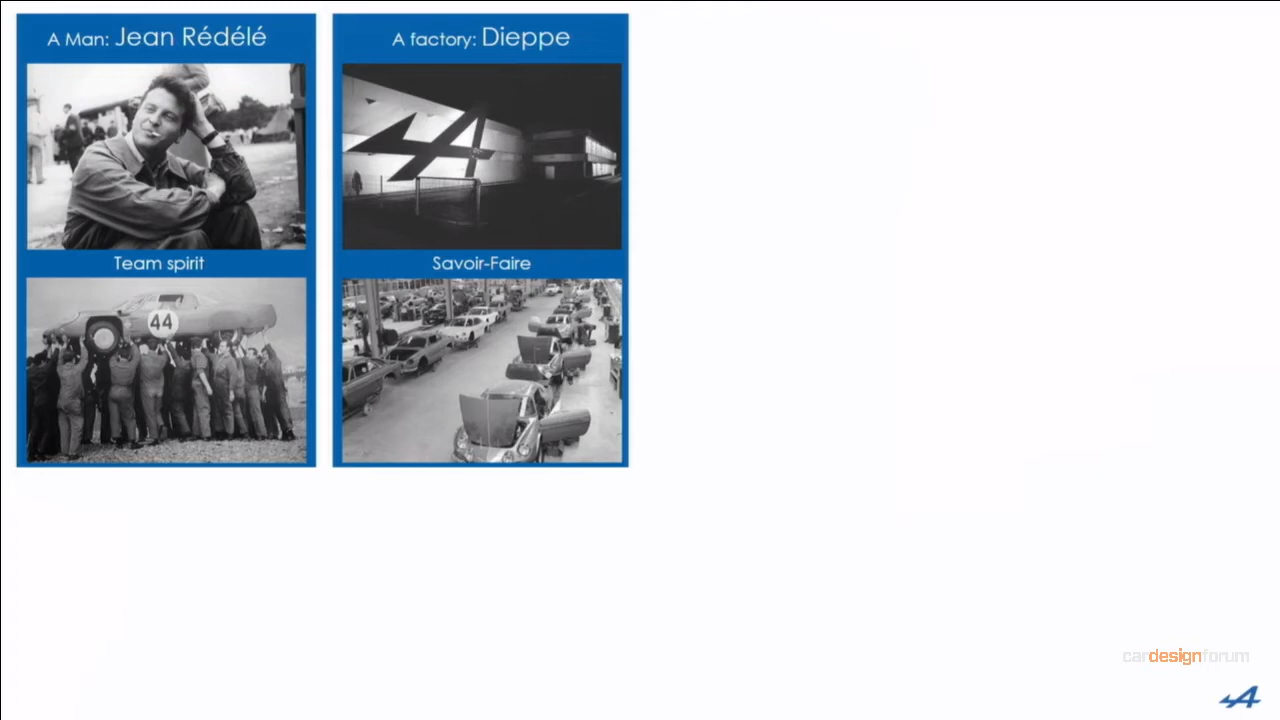 A Man: Jean Rédélé
Team spirit
44
A factory: Dieppe
Savoir-Faire
cardesignforum